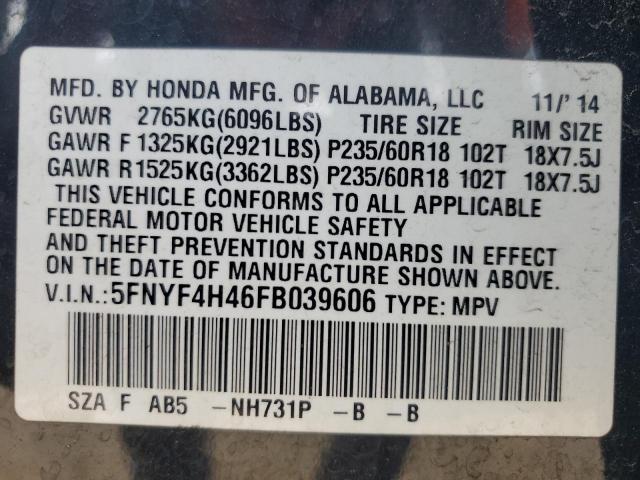 MFD. BY HONDA MFG. OF ALABAMA, LLC 11/' 14
GVWR 2765KG(6096LBS) TIRE SIZE RIM SIZE
GAWR F 1325KG(2921LBS) P235/60R18 102T 18X7.5J
GAWR R1525KG(3362LBS) P235/60R18 102T 18X7.5J
THIS VEHICLE CONFORMS TO ALL APPLICABLE
FEDERAL MOTOR VEHICLE SAFETY
AND THEFT PREVENTION STANDARDS IN EFFECT
ON THE DATE OF MANUFACTURE SHOWN ABOVE.
V.I.N.:5FNYF4H46FB039606 TYPE: MPV
SZA F AB5 -NH731P -B -B